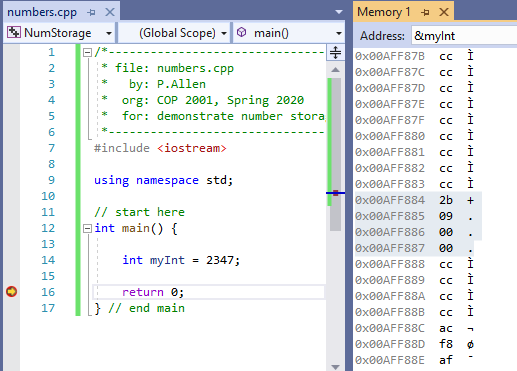 numbers.cpp
NumStorage (Global Scope) main()
1 /*-------------------------------
2 * file: numbers.cpp
3 * by: P.Allen
4 * org: COP 2001, Spring 2020
5 * for: demonstrate number stora
6 *-------------------------------
7 #include <iostream>
8
9 using namespace std;
10
11 // start here
12 int main() {
13
14 int myInt = 2347;
15
16 return 0;
17 } // end main
Memory 1
Address: &myInt
0x00AFF87B cc Ì
0x00AFF87C cc Ì
0x00AFF87D cc Ì
0x00AFF87E cc Ì
0x00AFF87F cc Ì
0x00AFF880 cc Ì
0x00AFF881 cc Ì
0x00AFF882 cc Ì
0x00AFF883 cc Ì
0x00AFF884 2b +
0x00AFF885 09 .
0x00AFF886 00 .
0x00AFF887 00 .
0x00AFF888 cc Ì
0x00AFF889 cc Ì
0x00AFF88A cc Ì
0x00AFF88B cc Ì
0x00AFF88C ac ¬
0x00AFF88D f8 ø
0x00AFF88E af ¯